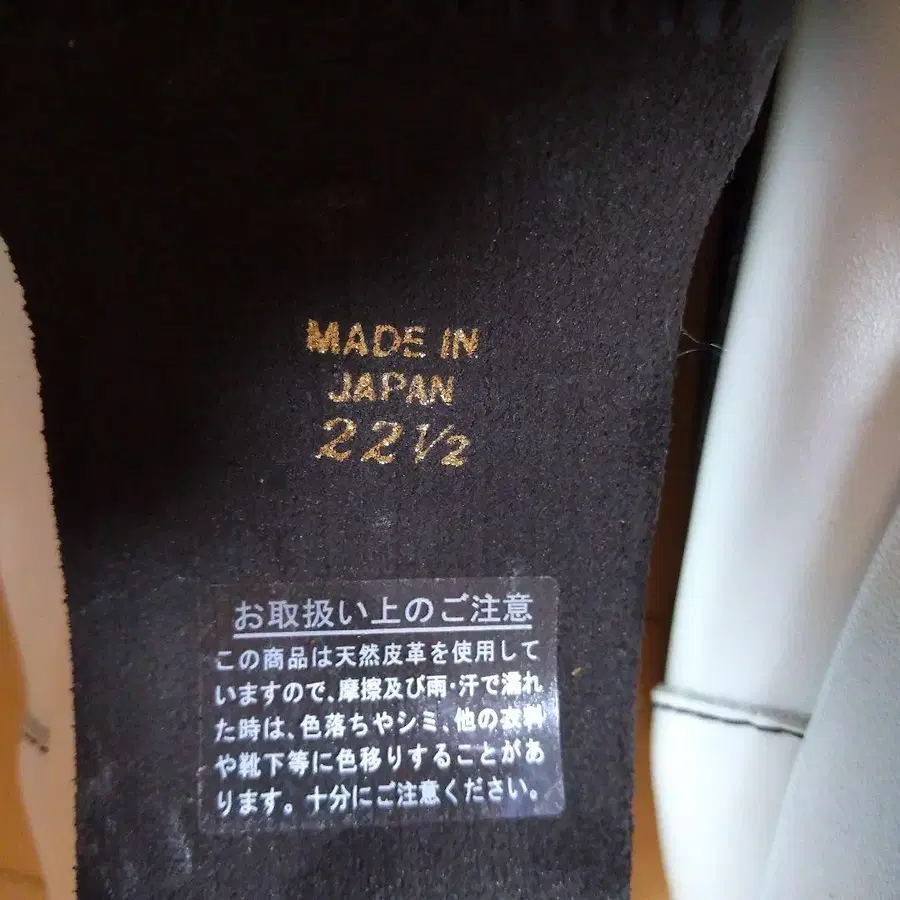 MADE IN
JAPAN
22½
お取扱い上のご注意
この商品は天然皮革を使用して
いますので、摩擦及び雨・汗で濡れ
た時は、色落ちやシミ、他の衣料
や靴下等に色移りすることがあ
ります。十分にご注意ください。